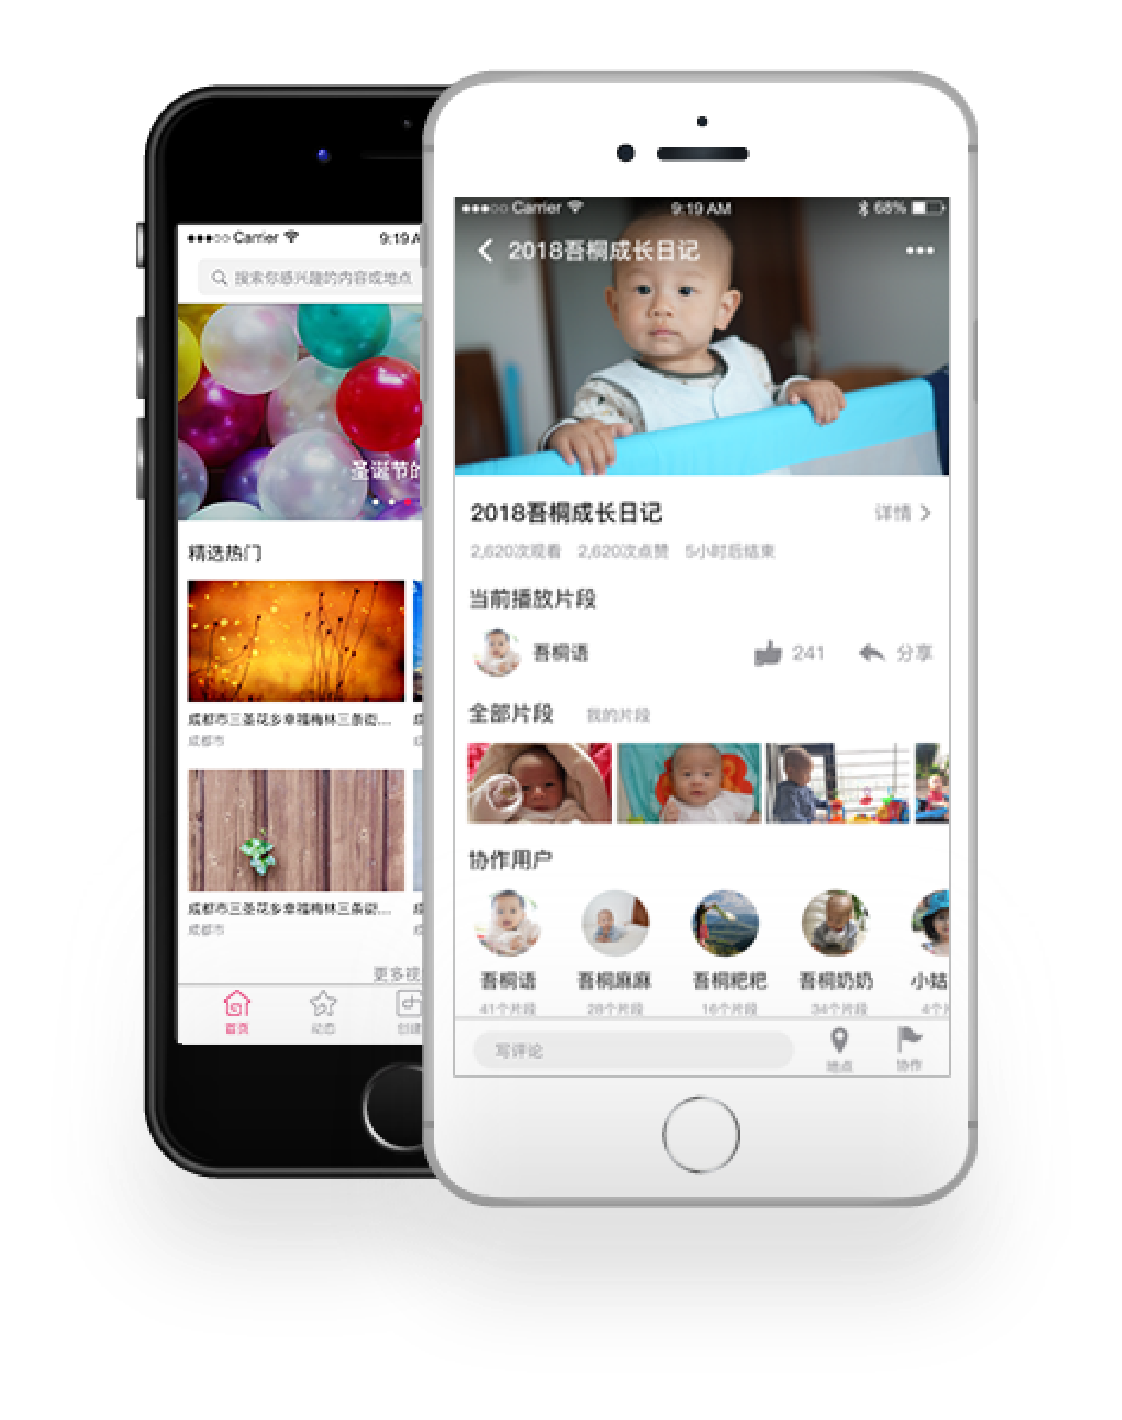 Carrier
9:19 A
搜索你感兴趣的内容或地点
圣诞节的
精选热门
成都市三圣花乡幸福梅林三条街...
成都市
成都市三圣花乡幸福梅林三条街...
成都市
更多视
首页
动态
创建
Carrier
9:19 AM
68%
2018吾桐成长日记
2018吾桐成长日记
详情
2,620次观看 2,620次点赞 5小时后结束
当前播放片段
吾桐语
241
分享
全部片段 我的片段
协作用户
吾桐语 吾桐麻麻 吾桐粑粑 吾桐奶奶 小姑
41个片段 28个片段 16个片段 34个片段 4个片
写评论
地点
协作